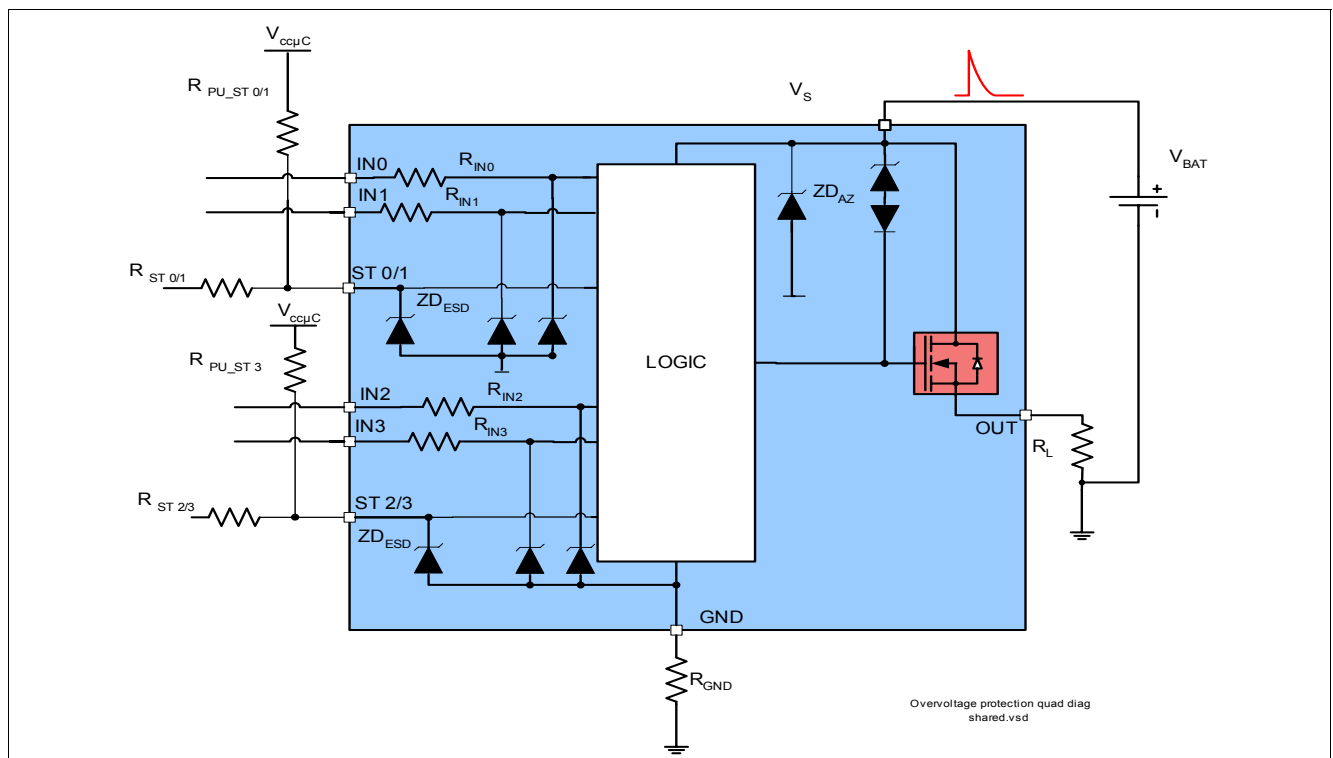 VccµC
R PU_ST 0/1
VS
IN0
RIN0
VBAT
IN1
RIN1
ZDAZ
+
-
R ST 0/1
ST 0/1
ZDESD
VccµC
R PU_ST 3
LOGIC
IN2
RIN2
IN3
RIN3
OUT
RL
R ST 2/3
ST 2/3
ZDESD
GND
RGND
Overvoltage protection quad diag
shared.vsd